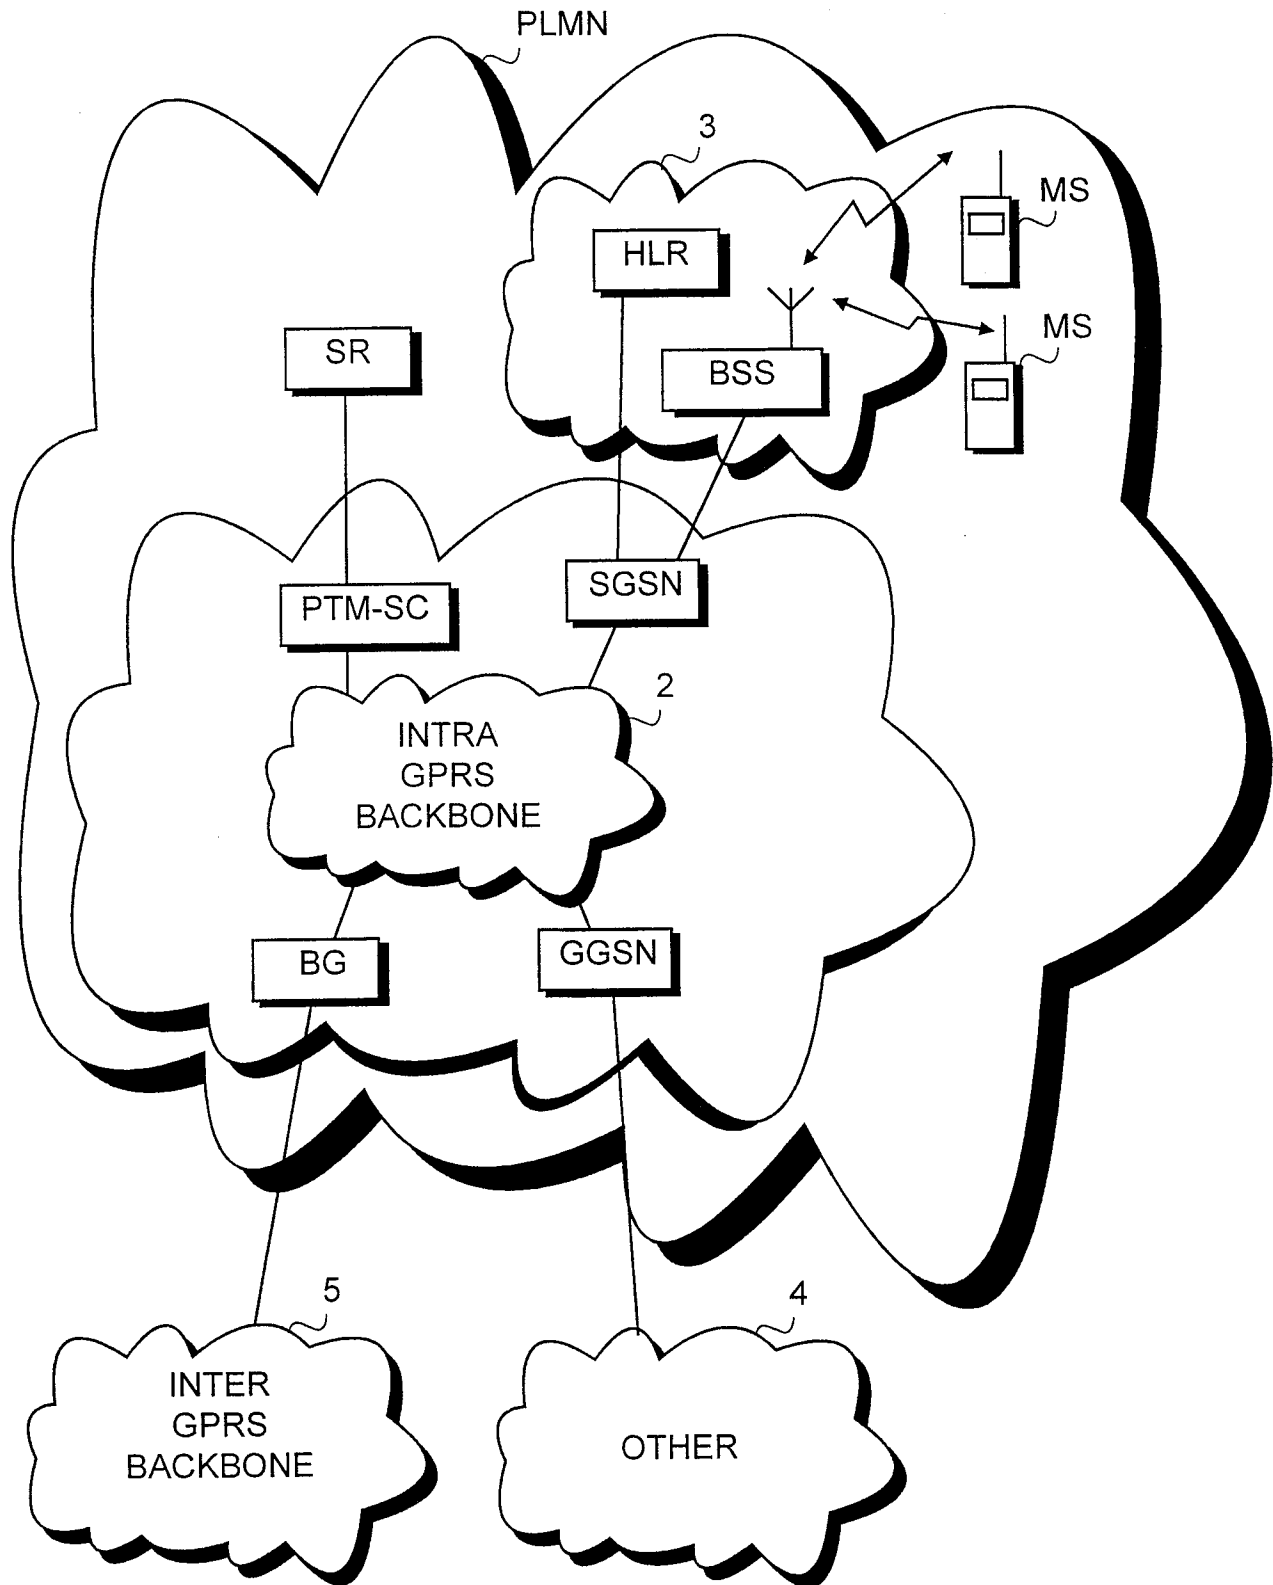 PLMN
3
MS
HLR
MS
SR
BSS
SGSN
PTM-SC
2
INTRA
GPRS
BACKBONE
BG
GGSN
5
4
INTER
GPRS
BACKBONE
OTHER